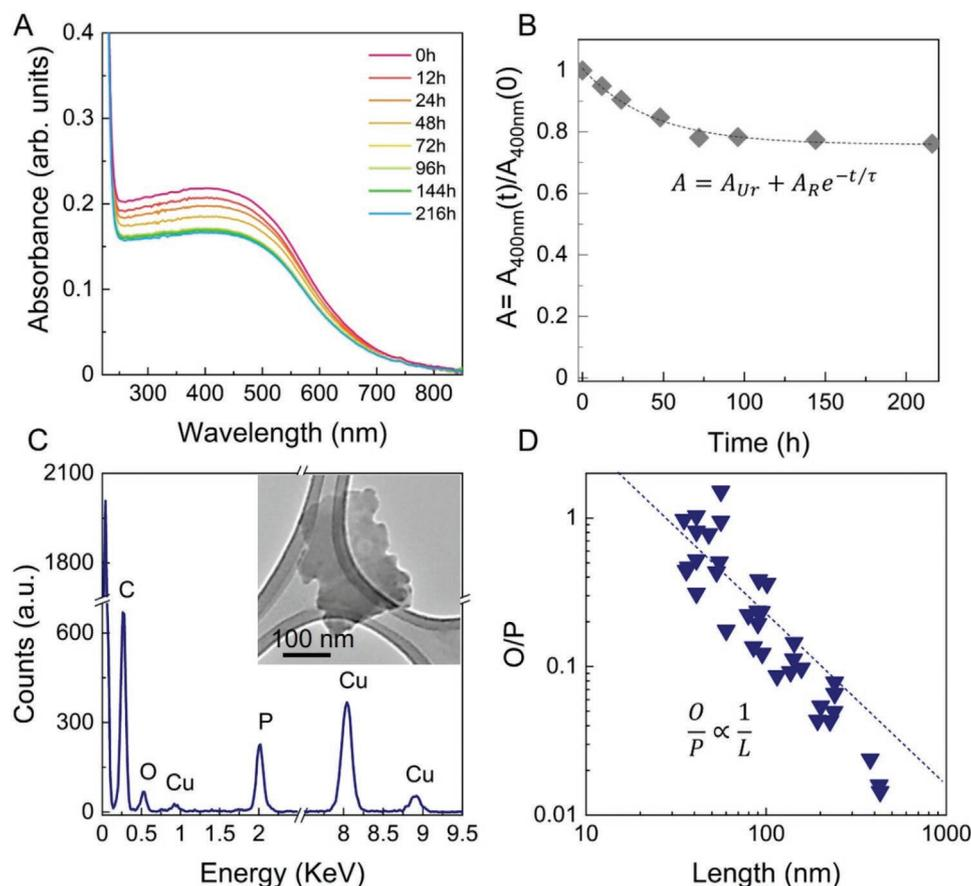 A
0.4
0.3
0.2
0.1
0
Absorbance (arb. units)
300 400 500 600 700 800
Wavelength (nm)
0h
12h
24h
48h
72h
96h
144h
216h
B
1
0.8
0.6
0.4
0.2
0
A= A400nm(t)/A400nm(0)
A = A_Ur + A_R e^{−t/τ}
0 50 100 150 200
Time (h)
C
2100
1800
600
300
0
Counts (a.u.)
C
O
Cu
P
Cu
Cu
100 nm
0 0.5 1 1.5 2 8 8.5 9 9.5
Energy (KeV)
D
1
0.1
0.01
O/P
O/P ∝ 1/L
10 100 1000
Length (nm)